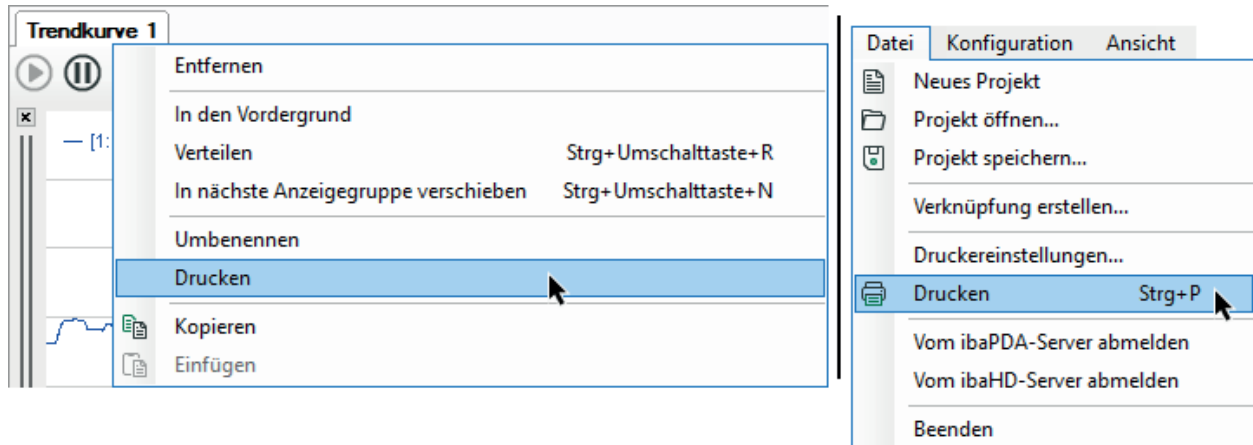 Trendkurve 1
Entfernen
— [1:
In den Vordergrund
Verteilen Strg+Umschalttaste+R
In nächste Anzeigegruppe verschieben Strg+Umschalttaste+N
Umbenennen
Drucken
Kopieren
Einfügen
Datei Konfiguration Ansicht
Neues Projekt
Projekt öffnen...
Projekt speichern...
Verknüpfung erstellen...
Druckereinstellungen...
Drucken Strg+P
Vom ibaPDA-Server abmelden
Vom ibaHD-Server abmelden
Beenden